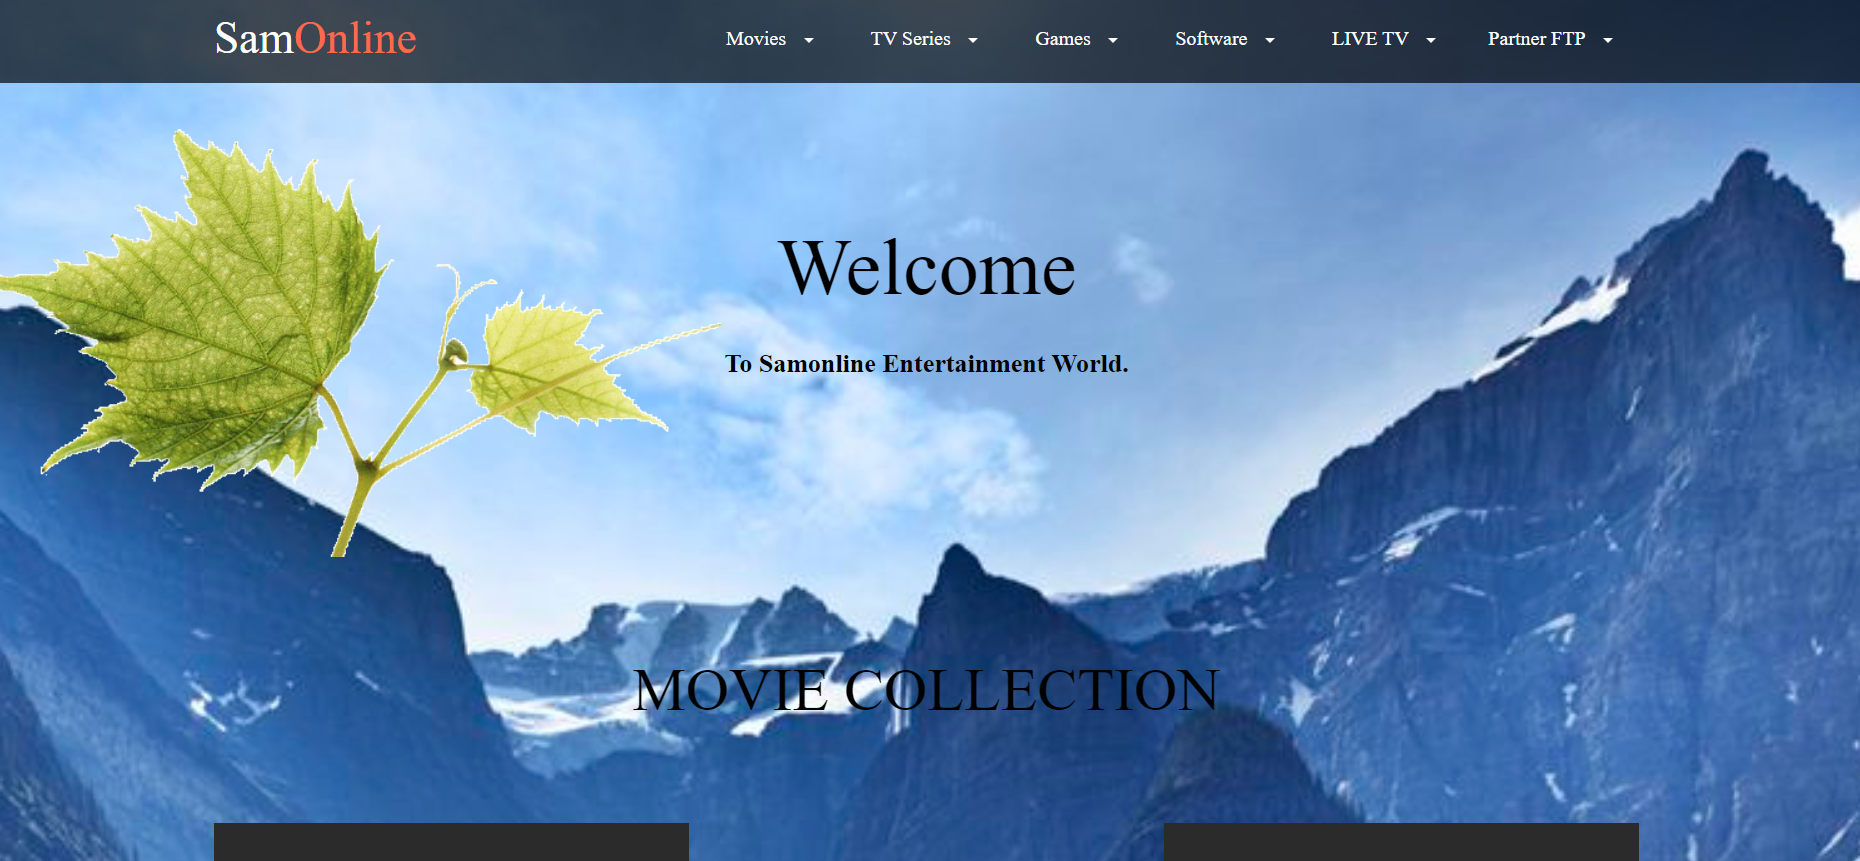 SamOnline
Movies TV Series Games Software LIVE TV Partner FTP
Welcome
To Samonline Entertainment World.
MOVIE COLLECTION